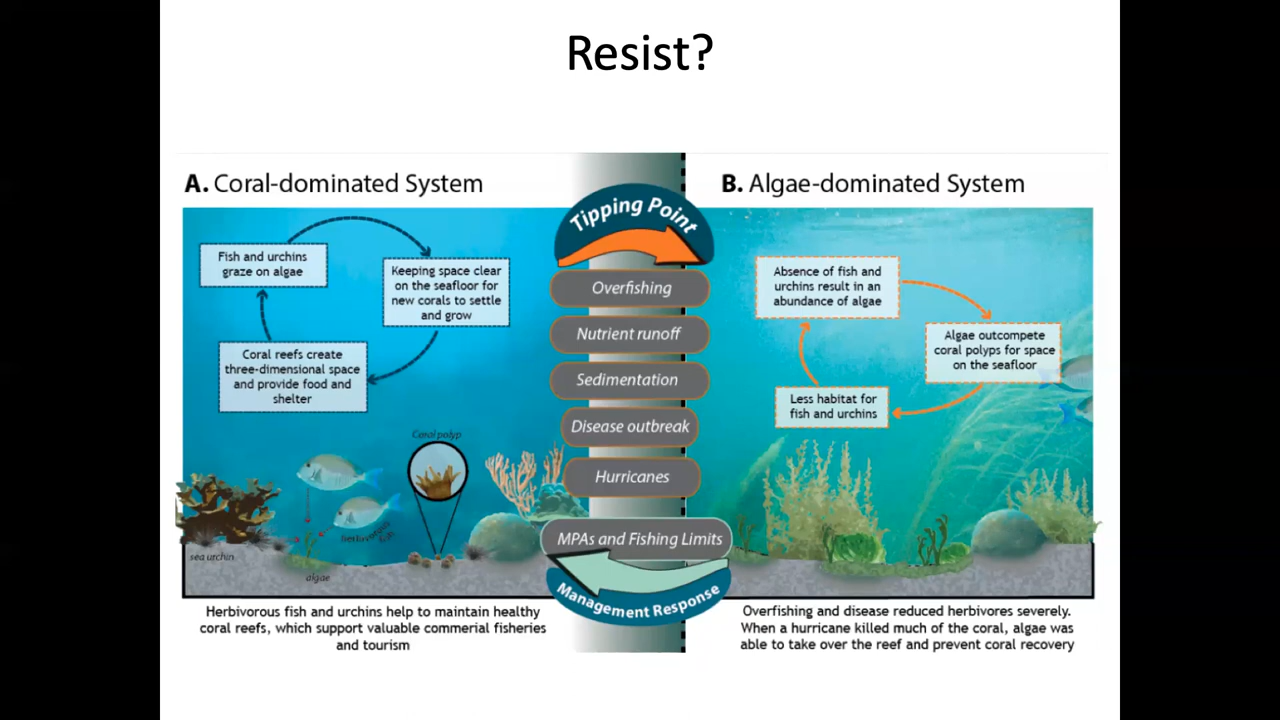 Resist?
A. Coral-dominated System
Fish and urchins
graze on algae
Keeping space clear
on the seafloor for
new corals to settle
and grow
Coral reefs create
three-dimensional space
and provide food and
shelter
Coral polyp
sea urchin
algae
herbivorous
fish
Herbivorous fish and urchins help to maintain healthy
coral reefs, which support valuable commerial fisheries
and tourism
Tipping Point
Overfishing
Nutrient runoff
Sedimentation
Disease outbreak
Hurricanes
MPAs and Fishing Limits
Management Response
B. Algae-dominated System
Absence of fish and
urchins result in an
abundance of algae
Algae outcompete
coral polyps for space
on the seafloor
Less habitat for
fish and urchins
Overfishing and disease reduced herbivores severely.
When a hurricane killed much of the coral, algae was
able to take over the reef and prevent coral recovery